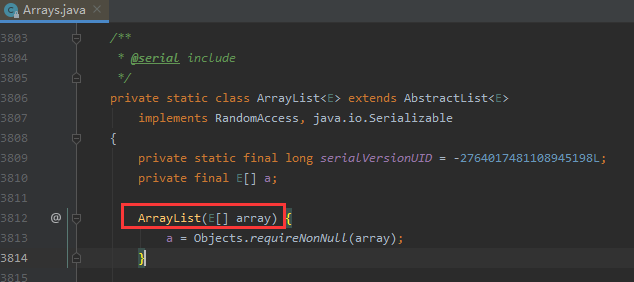 Arrays.java
3803 /**
3804 * @serial include
3805 */
3806 private static class ArrayList<E> extends AbstractList<E>
3807 implements RandomAccess, java.io.Serializable
3808 {
3809 private static final long serialVersionUID = -2764017481108945198L;
3810 private final E[] a;
3811
3812 @ ArrayList(E[] array) {
3813 a = Objects.requireNonNull(array);
3814 }
3815